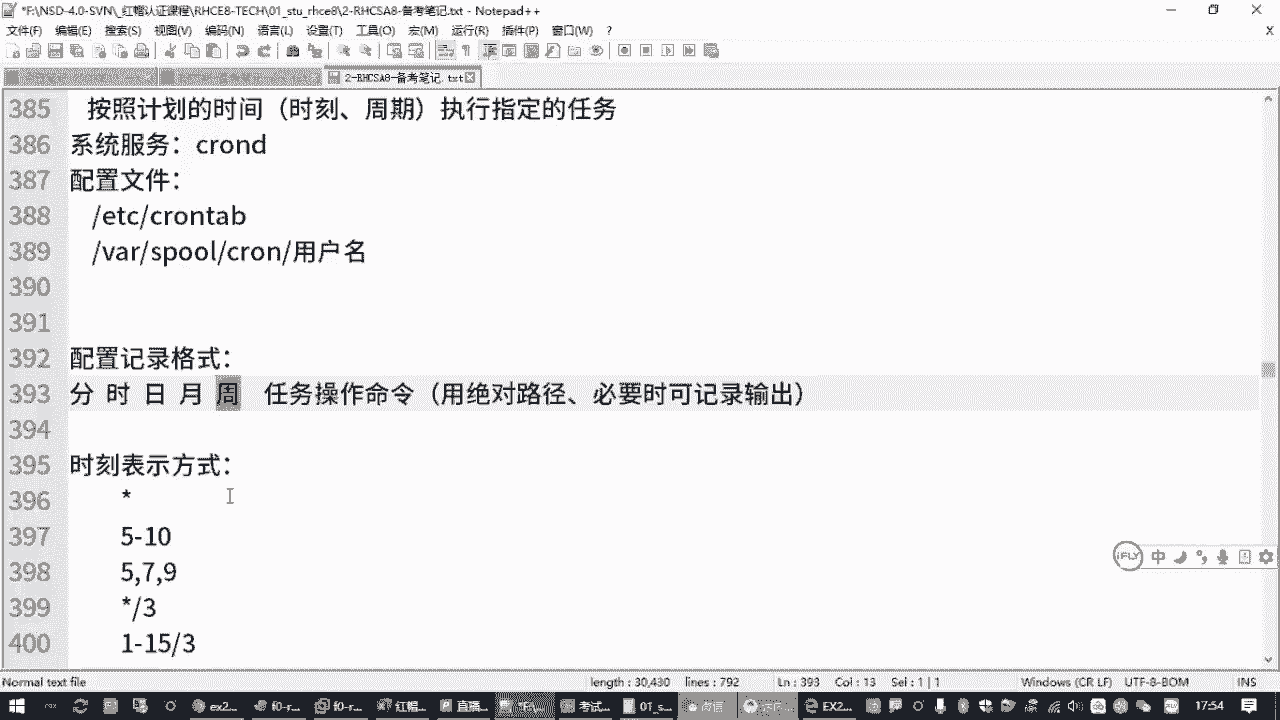 *F:\NSD-4.0-SVN\_红帽认证课程\RHCE8-TECH\01_stu_rhce8\2-RHCSA8-备考笔记.txt - Notepad++
文件(F) 编辑(E) 搜索(S) 视图(V) 编码(N) 语言(L) 设置(T) 工具(O) 宏(M) 运行(R) 插件(P) 窗口(W) ? X
2-RHCSA8-备考笔记.txt
385 按照计划的时间（时刻、周期）执行指定的任务
386 系统服务：crond
387 配置文件：
388 /etc/crontab
389 /var/spool/cron/用户名
390
391
392 配置记录格式：
393 分 时 日 月 周 任务操作命令（用绝对路径、必要时可记录输出）
394
395 时刻表示方式：
396 *
397 5-10
398 5,7,9
399 */3
400 1-15/3
iFLY 中
Normal text file length : 30,430 lines : 792 Ln : 393 Col : 13 Sel : 1 | 1 Windows (CR LF) UTF-8-BOM INS
ex2... f0-F... f0-F... 红帽... 直播... 考试... 01_S... EX2... 17:54